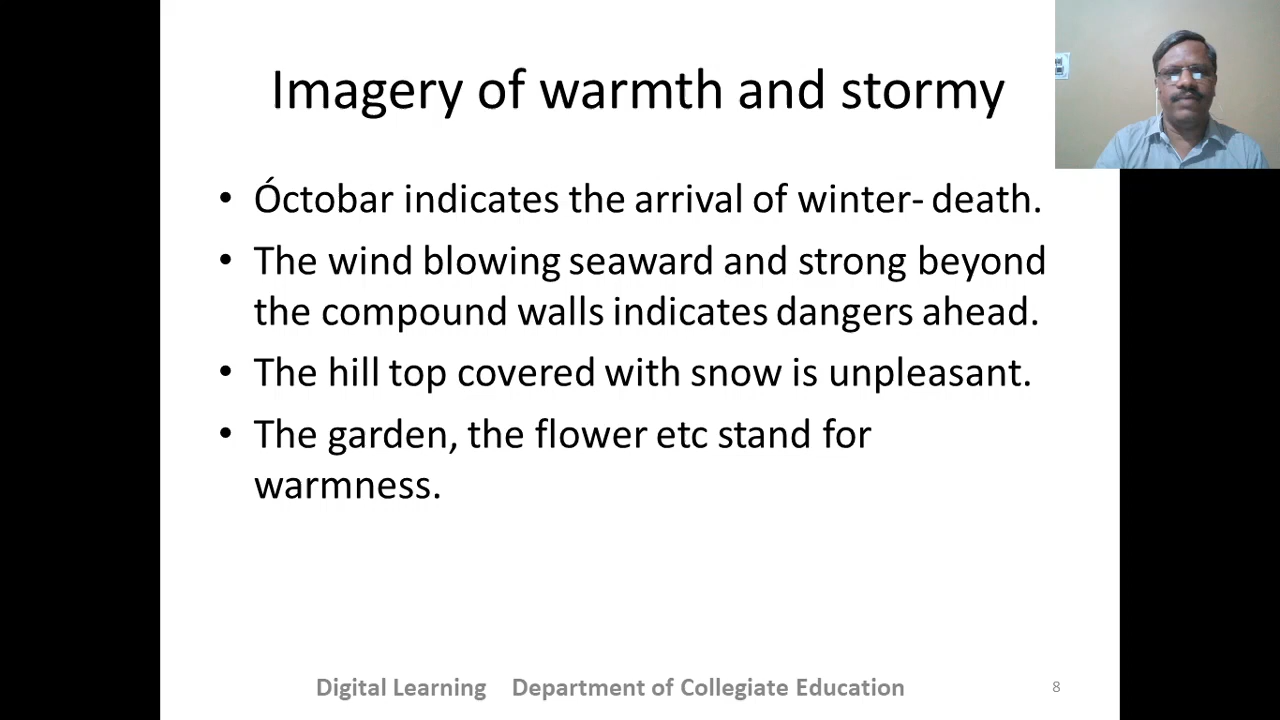 Imagery of warmth and stormy
• Óctobar indicates the arrival of winter- death.
• The wind blowing seaward and strong beyond
the compound walls indicates dangers ahead.
• The hill top covered with snow is unpleasant.
• The garden, the flower etc stand for
warmness.
Digital Learning Department of Collegiate Education 8